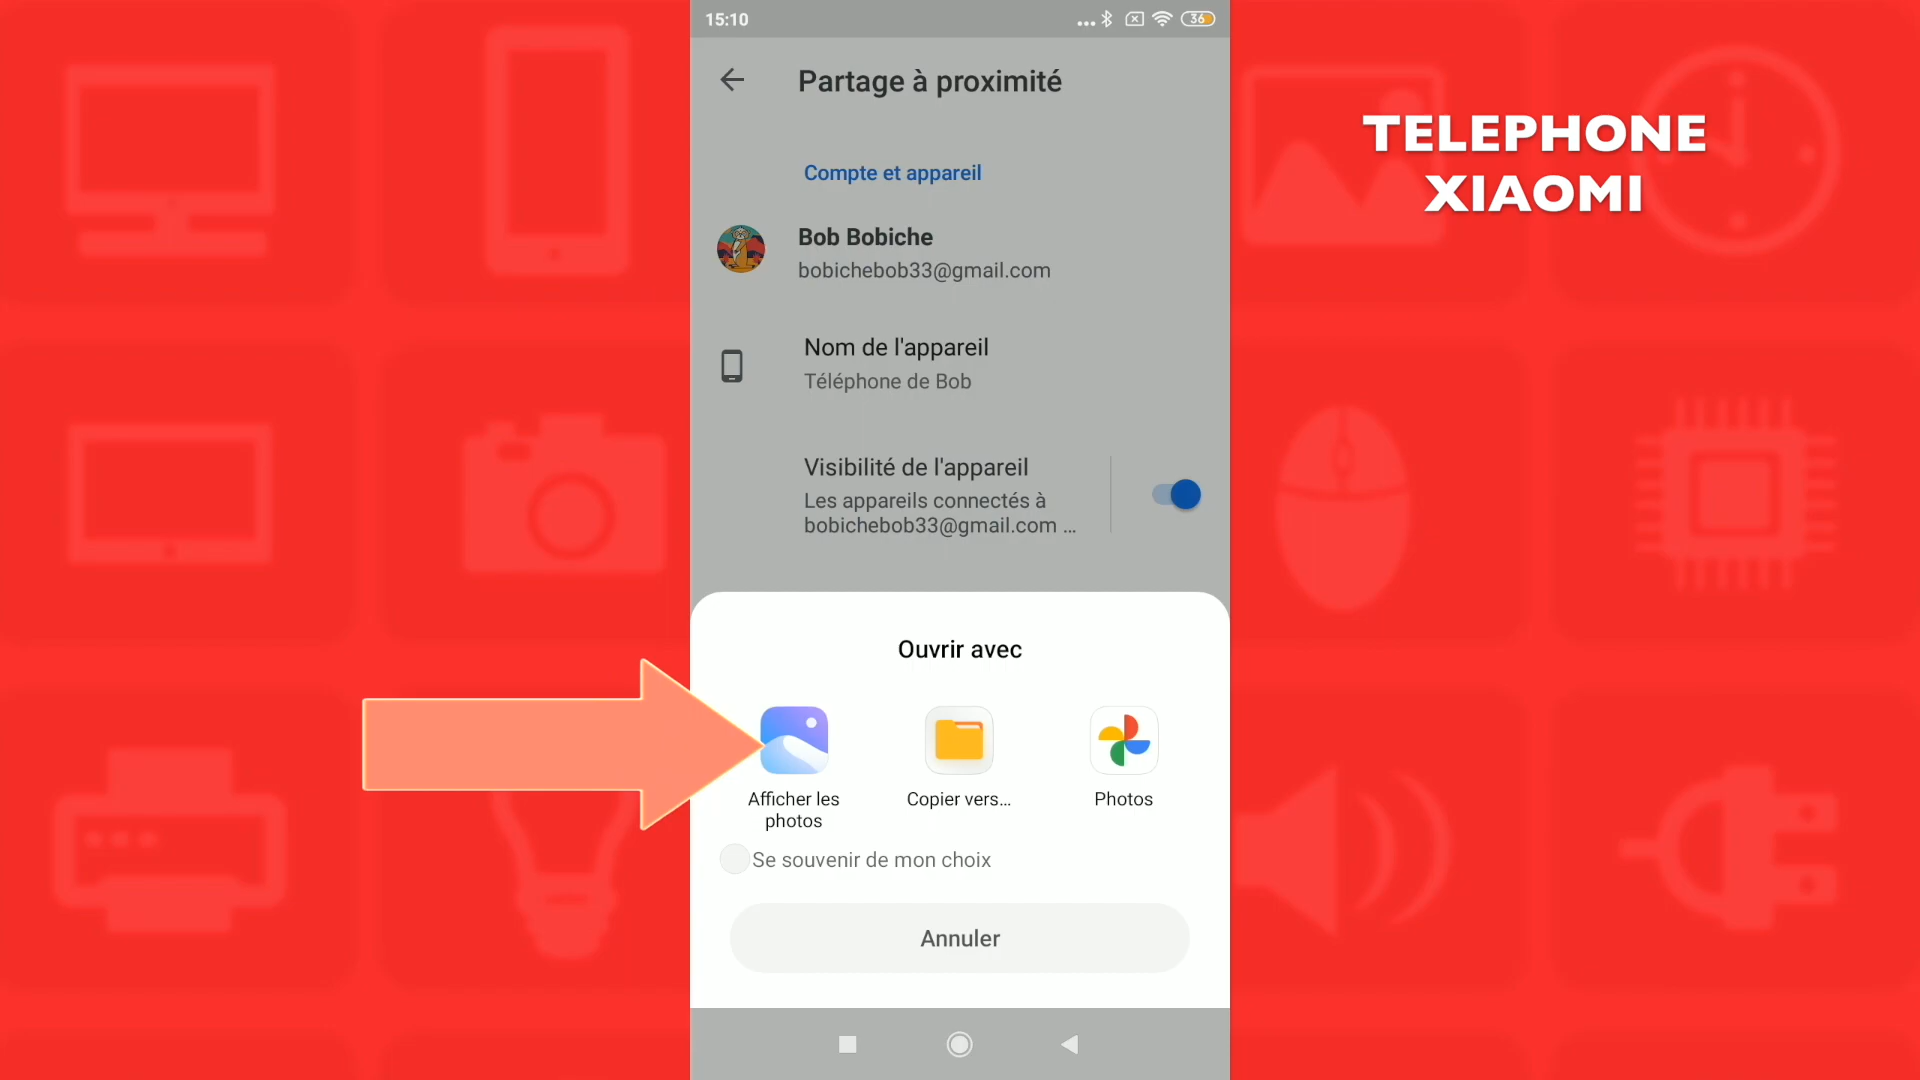 15:10
36
Partage à proximité
TELEPHONE
XIAOMI
Compte et appareil
Bob Bobiche
bobichebob33@gmail.com
Nom de l'appareil
Téléphone de Bob
Visibilité de l'appareil
Les appareils connectés à
bobichebob33@gmail.com ...
Ouvrir avec
Afficher les
photos
Copier vers...
Photos
Se souvenir de mon choix
Annuler